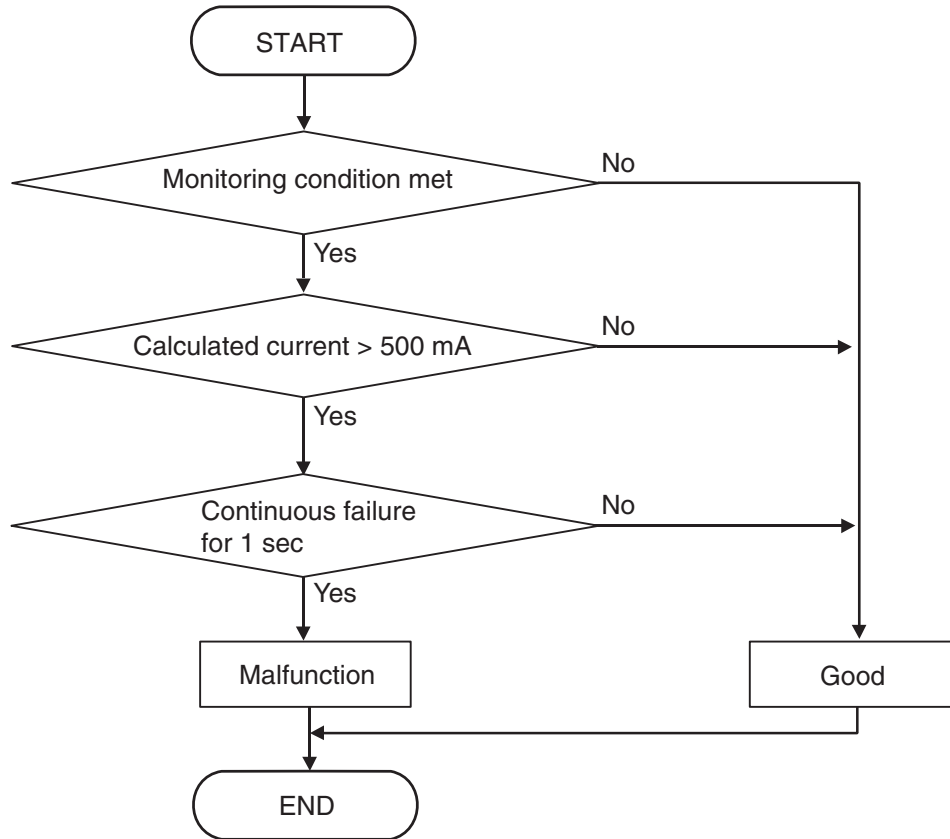 START
Monitoring condition met
No
Yes
Calculated current > 500 mA
No
Yes
Continuous failure
for 1 sec
No
Yes
Malfunction
Good
END